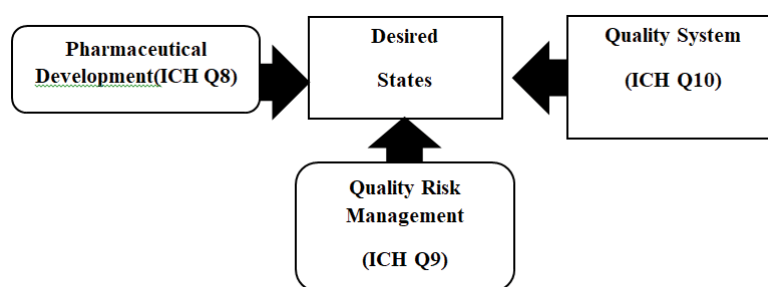 Pharmaceutical
Development(ICH Q8)
Desired
States
Quality System
(ICH Q10)
Quality Risk
Management
(ICH Q9)